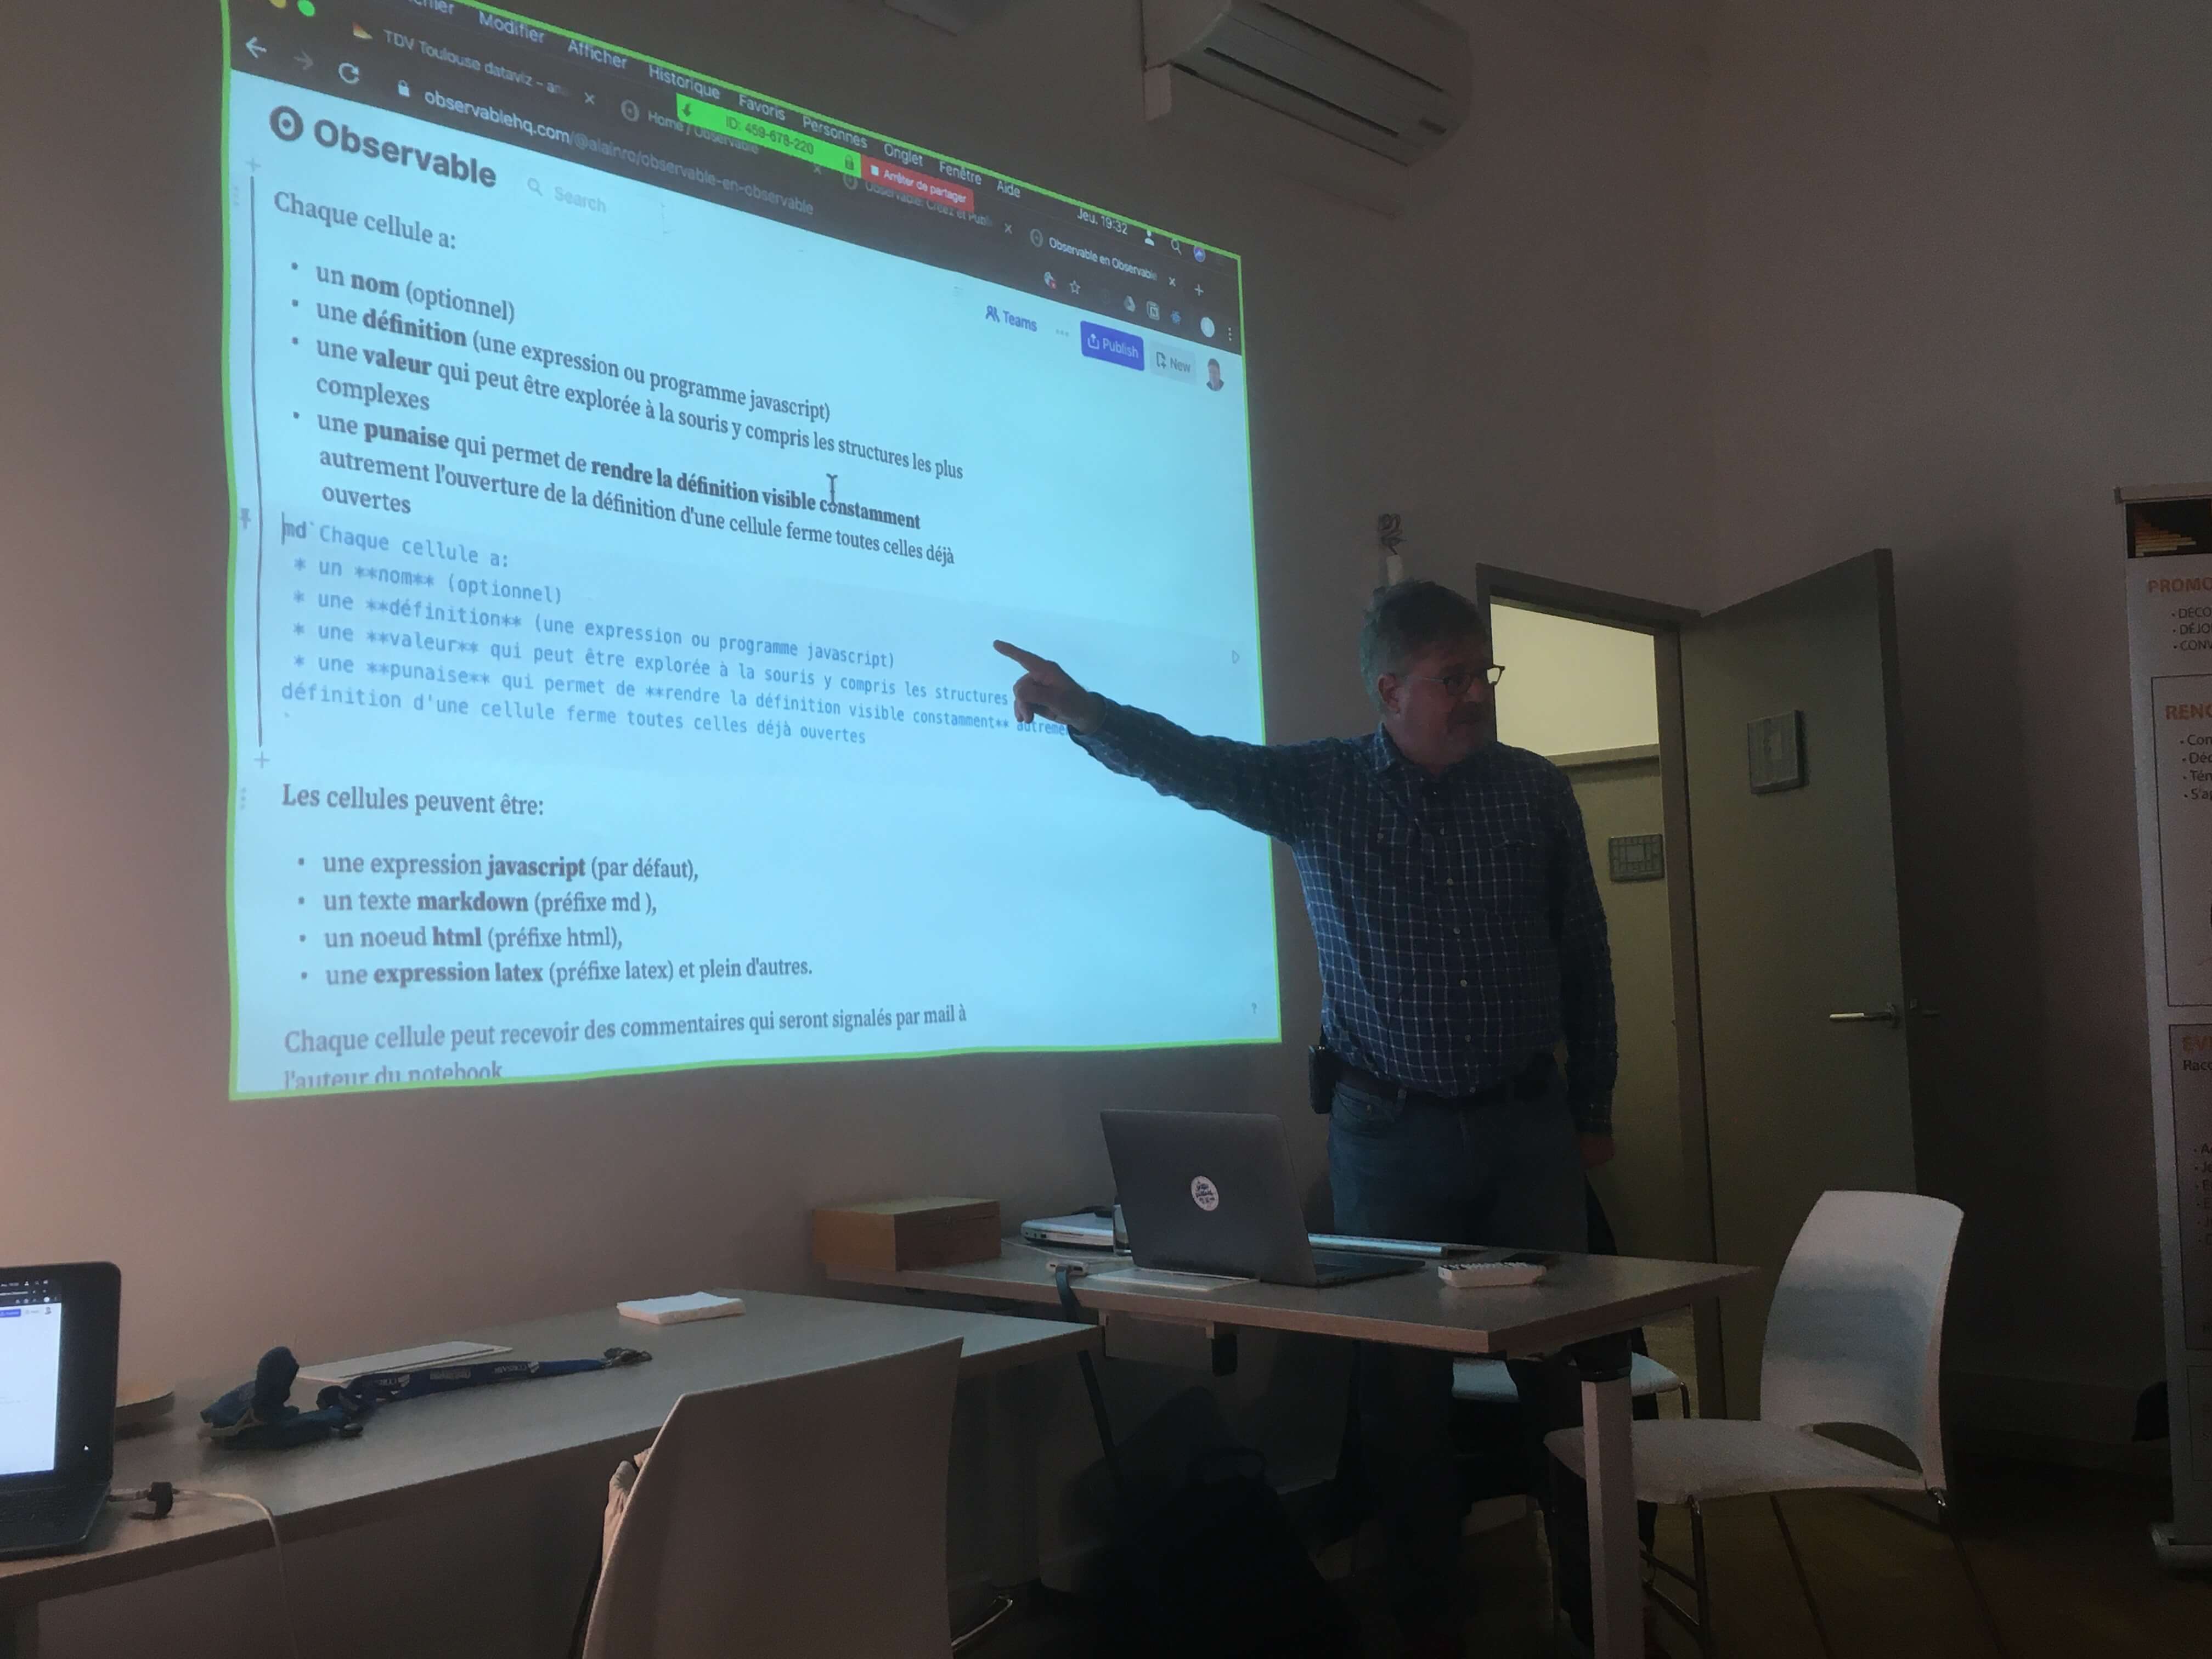 Modifier Afficher Historique Favoris Personnes Onglet Fenêtre Aide
ID: 459-678-220
Arrêter de partager
Jeu. 19:32
TDV Toulouse dataviz -
Home / Observable
Observable en Observable
observablehq.com/@alainro/observable-en-observable
Observable
Search
Teams
Publish
New
Chaque cellule a:
• un nom (optionnel)
• une définition (une expression ou programme javascript)
• une valeur qui peut être explorée à la souris y compris les structures les plus
complexes
• une punaise qui permet de rendre la définition visible constamment
autrement l'ouverture de la définition d'une cellule ferme toutes celles déjà
ouvertes
md`Chaque cellule a:
* un **nom** (optionnel)
* une **définition** (une expression ou programme javascript)
* une **valeur** qui peut être explorée à la souris y compris les structures
* une **punaise** qui permet de **rendre la définition visible constamment**
définition d'une cellule ferme toutes celles déjà ouvertes
`
Les cellules peuvent être:
• une expression javascript (par défaut),
• un texte markdown (préfixe md ),
• un noeud html (préfixe html),
• une expression latex (préfixe latex) et plein d'autres.
Chaque cellule peut recevoir des commentaires qui seront signalés par mail à
l'auteur du notebook
?